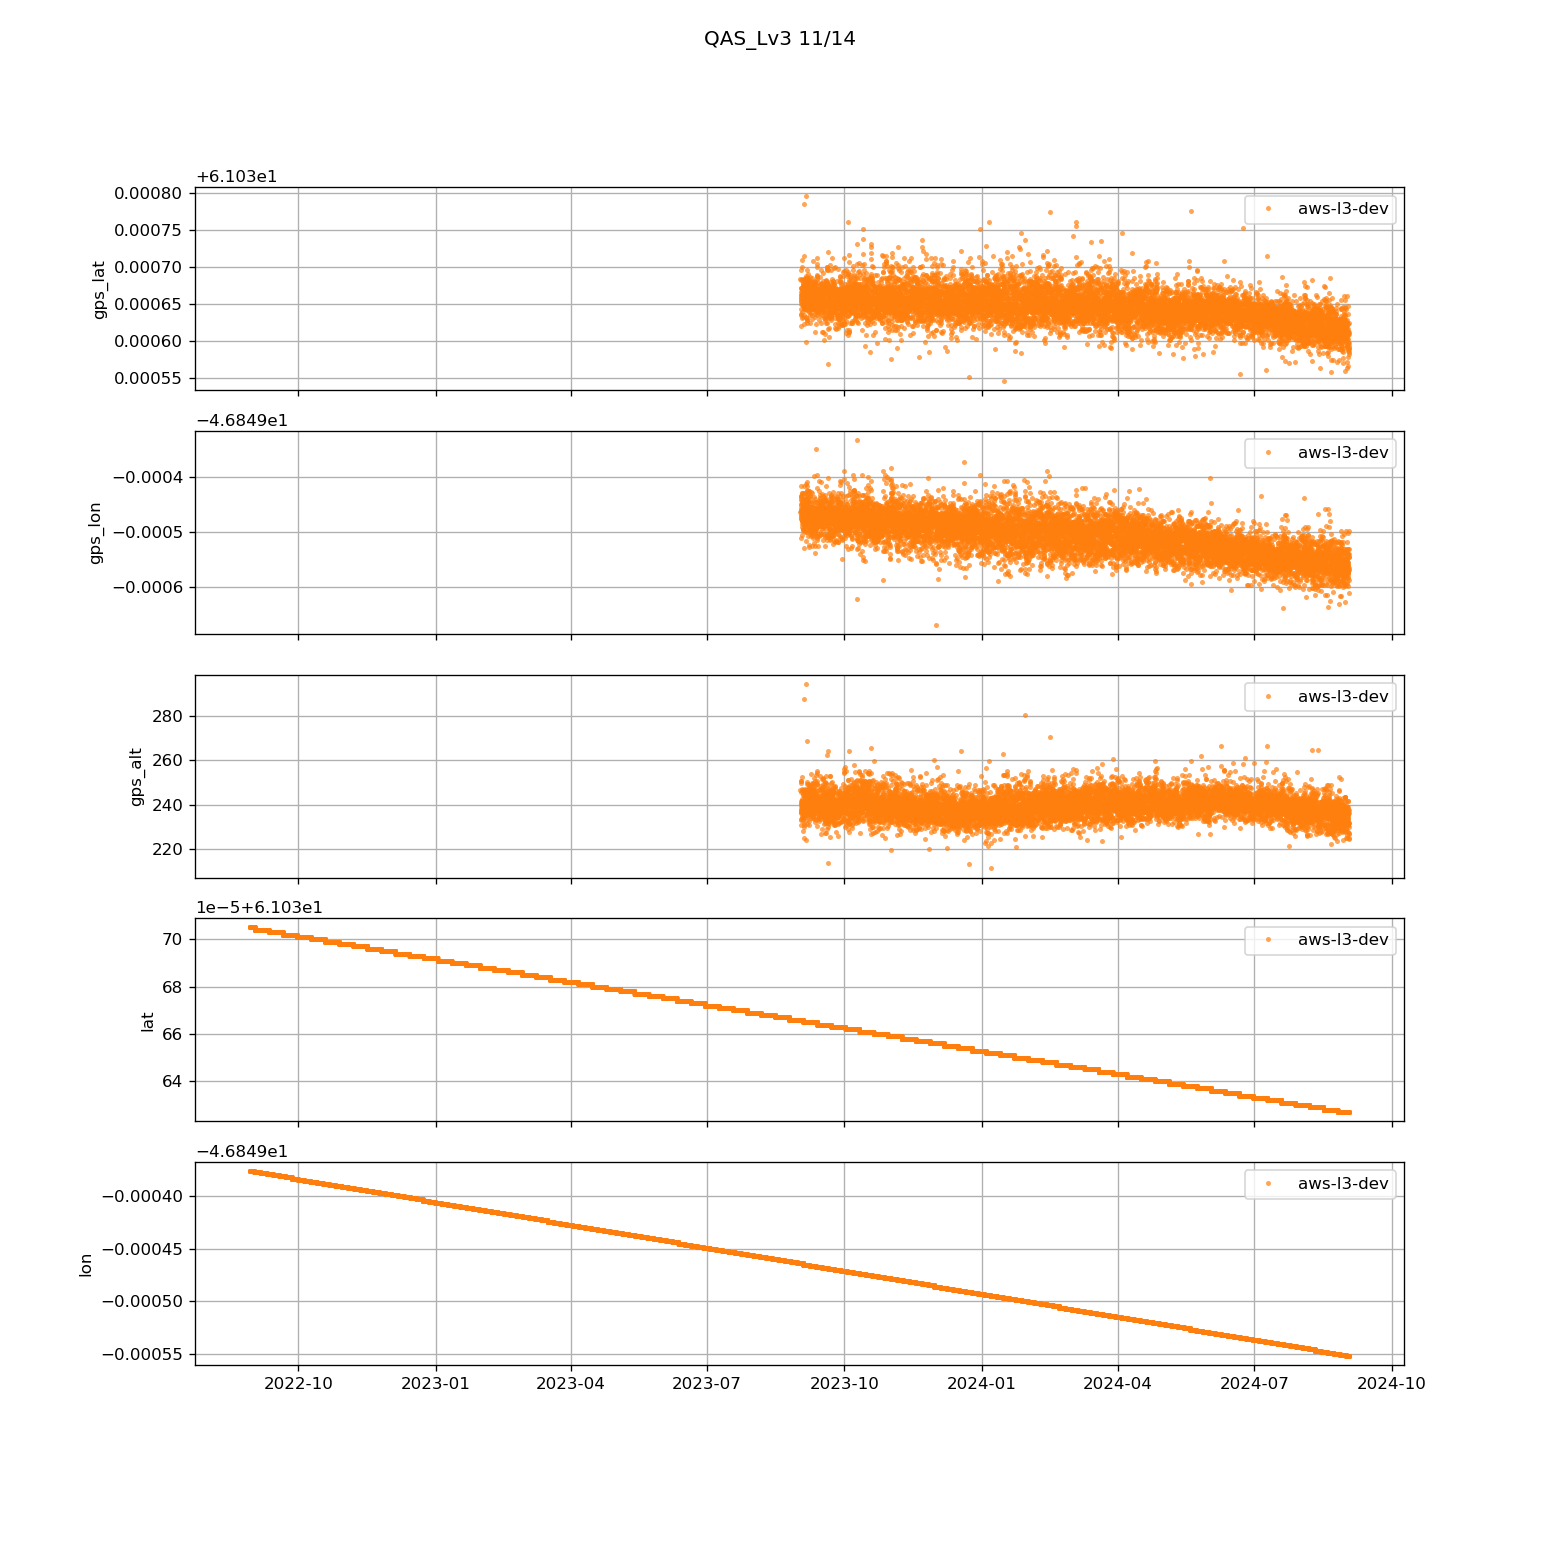 QAS_Lv3 11/14
+6.103e1
0.00080
0.00075
0.00070
0.00065
0.00060
0.00055
gps_lat
aws-l3-dev
−4.6849e1
−0.0004
−0.0005
−0.0006
gps_lon
aws-l3-dev
280
260
240
220
gps_alt
aws-l3-dev
1e−5+6.103e1
70
68
66
64
lat
aws-l3-dev
−4.6849e1
−0.00040
−0.00045
−0.00050
−0.00055
lon
aws-l3-dev
2022-10 2023-01 2023-04 2023-07 2023-10 2024-01 2024-04 2024-07 2024-10